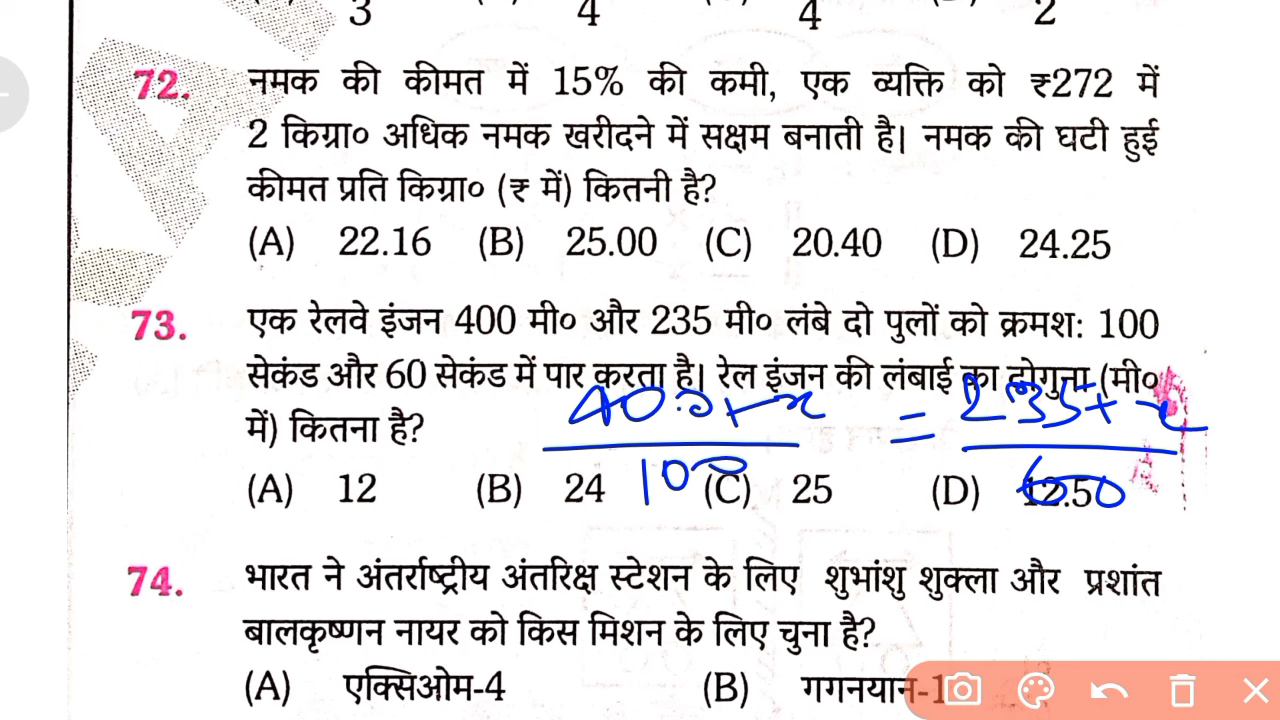 3 4 4 2
72. नमक की कीमत में 15% की कमी, एक व्यक्ति को ₹272 में
2 किग्रा० अधिक नमक खरीदने में सक्षम बनाती है। नमक की घटी हुई
कीमत प्रति किग्रा० (₹ में) कितनी है?
(A) 22.16 (B) 25.00 (C) 20.40 (D) 24.25
73. एक रेलवे इंजन 400 मी० और 235 मी० लंबे दो पुलों को क्रमश: 100
सेकंड और 60 सेकंड में पार करता है। रेल इंजन की लंबाई का दोगुना (मी०
में) कितना है?
400+x = 235+x
100 60
(A) 12 (B) 24 (C) 25 (D) 12.50
74. भारत ने अंतर्राष्ट्रीय अंतरिक्ष स्टेशन के लिए शुभांशु शुक्ला और प्रशांत
बालकृष्णन नायर को किस मिशन के लिए चुना है?
(A) एक्सिओम-4 (B) गगनयान-1